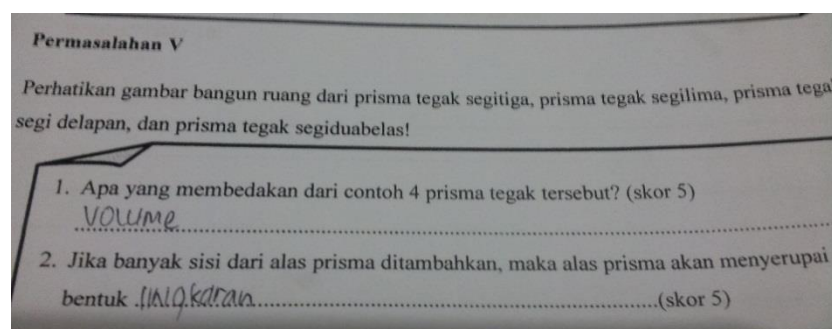 Permasalahan V
Perhatikan gambar bangun ruang dari prisma tegak segitiga, prisma tegak segilima, prisma tega
segi delapan, dan prisma tegak segiduabelas!
1. Apa yang membedakan dari contoh 4 prisma tegak tersebut? (skor 5)
Volume
2. Jika banyak sisi dari alas prisma ditambahkan, maka alas prisma akan menyerupai
bentuk lingkaran (skor 5)